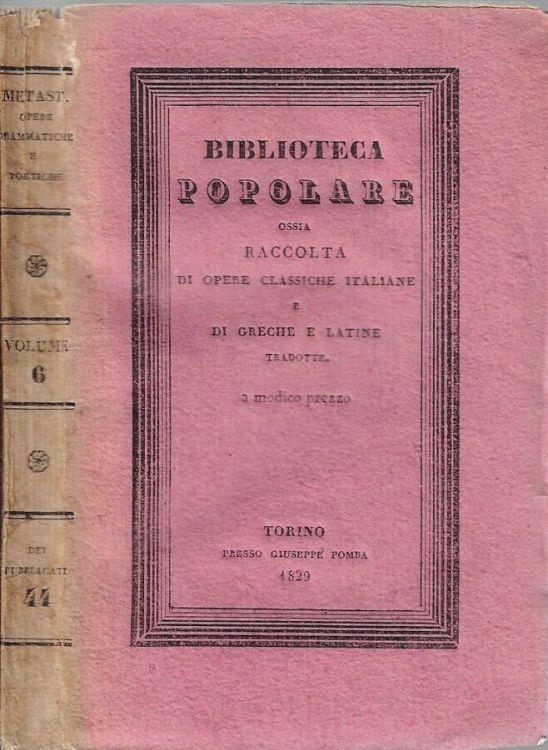 METAST.
OPERE
DRAMMATICHE
E
POETICHE
VOLUME
6
DEI
PUBBLICATI
44
BIBLIOTECA
POPOLARE
OSSIA
RACCOLTA
DI OPERE CLASSICHE ITALIANE
E
DI GRECHE E LATINE
TRADOTTE.
a modico prezzo
TORINO
PRESSO GIUSEPPE POMBA
1829